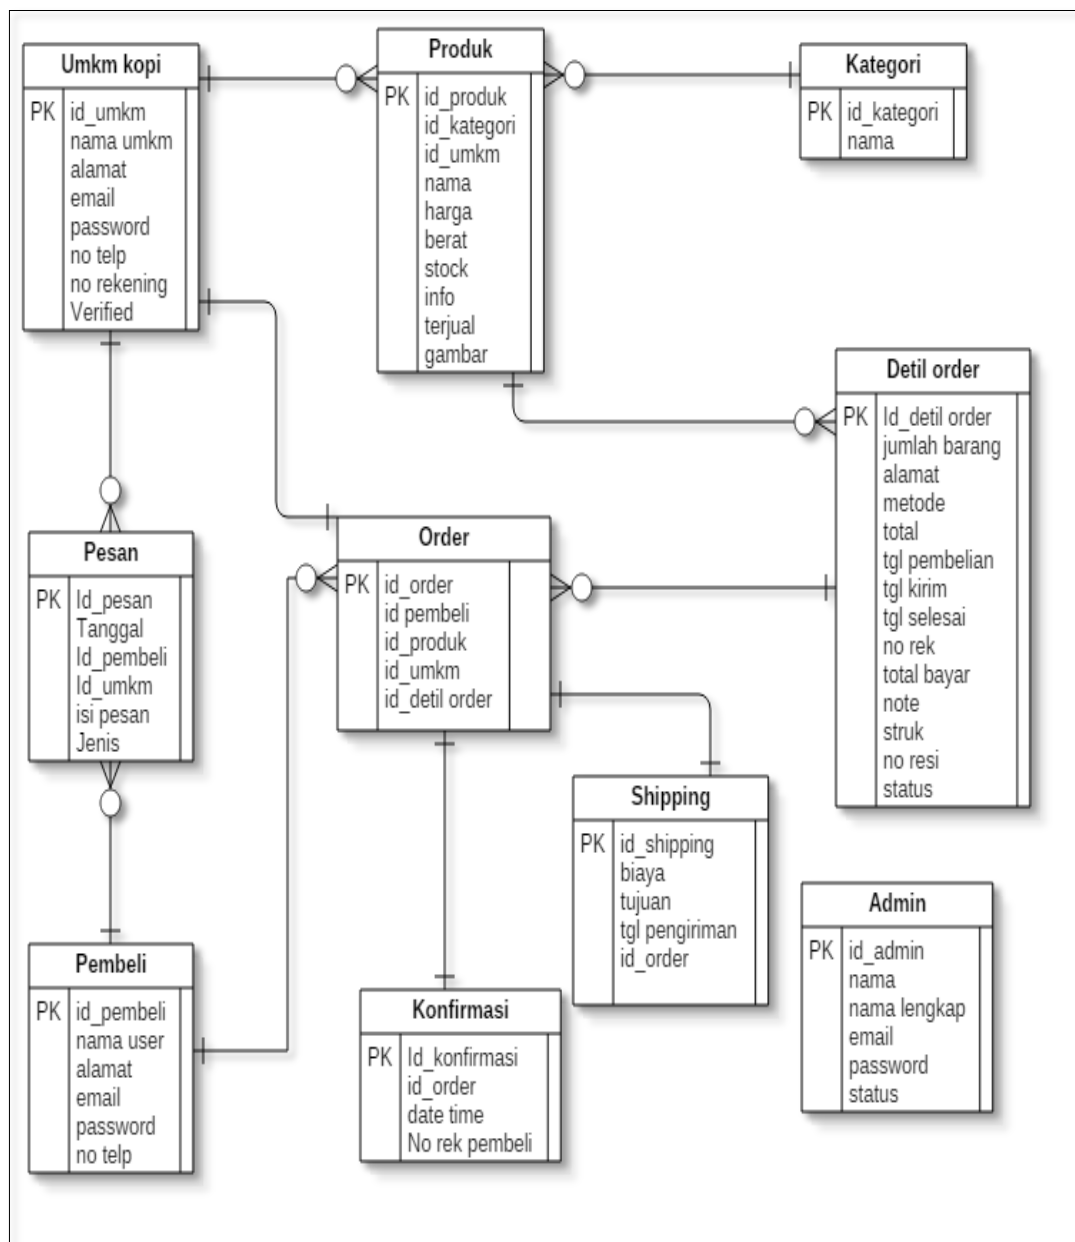 Umkm kopi
PK id_umkm
nama umkm
alamat
email
password
no telp
no rekening
Verified
Produk
PK id_produk
id_kategori
id_umkm
nama
harga
berat
stock
info
terjual
gambar
Kategori
PK id_kategori
nama
Detil order
PK Id_detil order
jumlah barang
alamat
metode
total
tgl pembelian
tgl kirim
tgl selesai
no rek
total bayar
note
struk
no resi
status
Pesan
PK Id_pesan
Tanggal
Id_pembeli
Id_umkm
isi pesan
Jenis
Order
PK id_order
id pembeli
id_produk
id_umkm
id_detil order
Shipping
PK id_shipping
biaya
tujuan
tgl pengiriman
id_order
Admin
PK id_admin
nama
nama lengkap
email
password
status
Pembeli
PK id_pembeli
nama user
alamat
email
password
no telp
Konfirmasi
PK Id_konfirmasi
id_order
date time
No rek pembeli